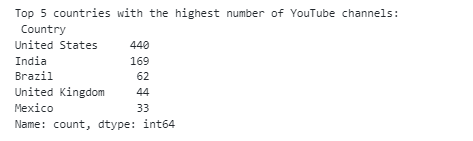 Top 5 countries with the highest number of YouTube channels:
Country
United States 440
India 169
Brazil 62
United Kingdom 44
Mexico 33
Name: count, dtype: int64